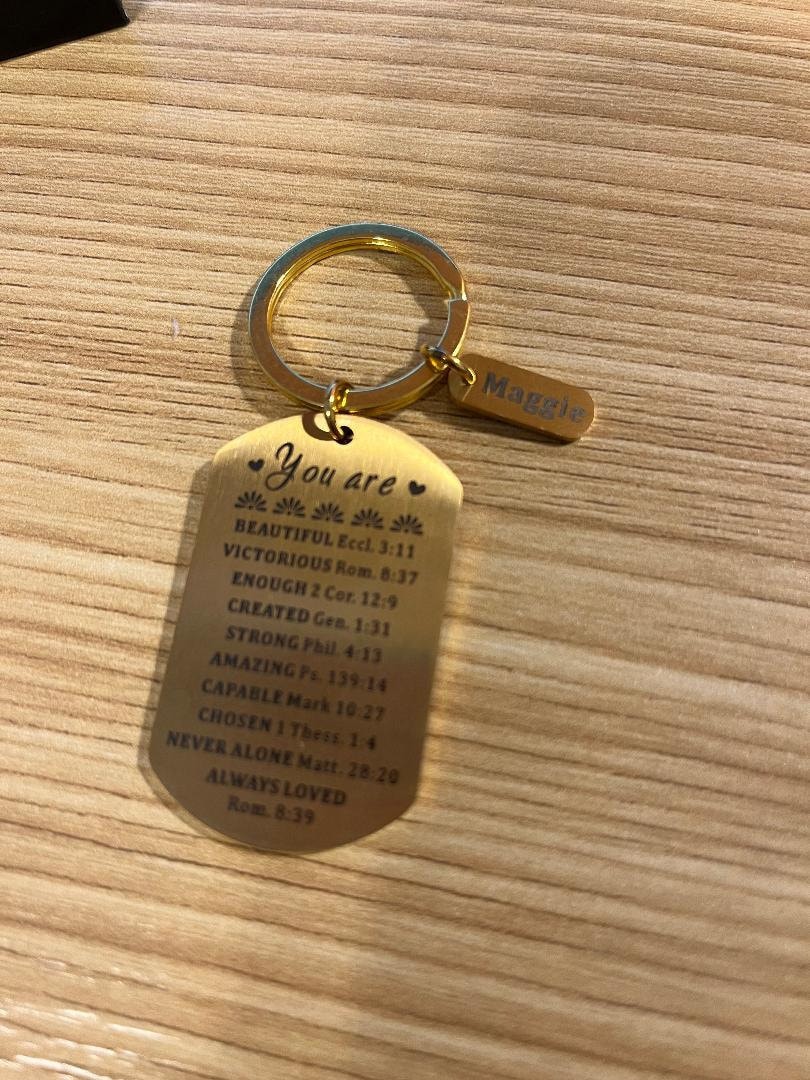 You are
BEAUTIFUL Eccl. 3:11
VICTORIOUS Rom. 8:37
ENOUGH 2 Cor. 12:9
CREATED Gen. 1:31
STRONG Phil. 4:13
AMAZING Ps. 139:14
CAPABLE Mark 10:27
CHOSEN 1 Thess. 1:4
NEVER ALONE Matt. 28:20
ALWAYS LOVED
Rom. 8:39
Maggie